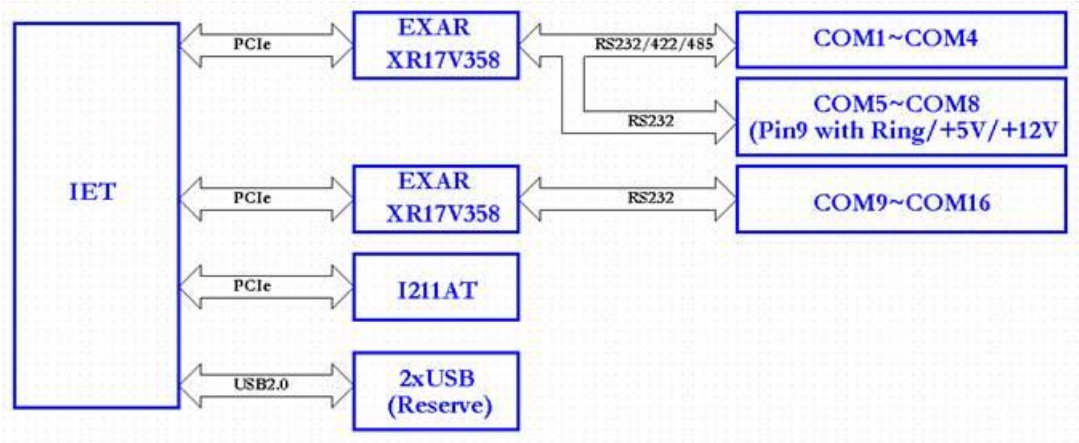 IET
PCIe
EXAR
XR17V358
RS232/422/485
COM1~COM4
RS232
COM5~COM8
(Pin9 with Ring/+5V/+12V
PCIe
EXAR
XR17V358
RS232
COM9~COM16
PCIe
I211AT
USB2.0
2xUSB
(Reserve)